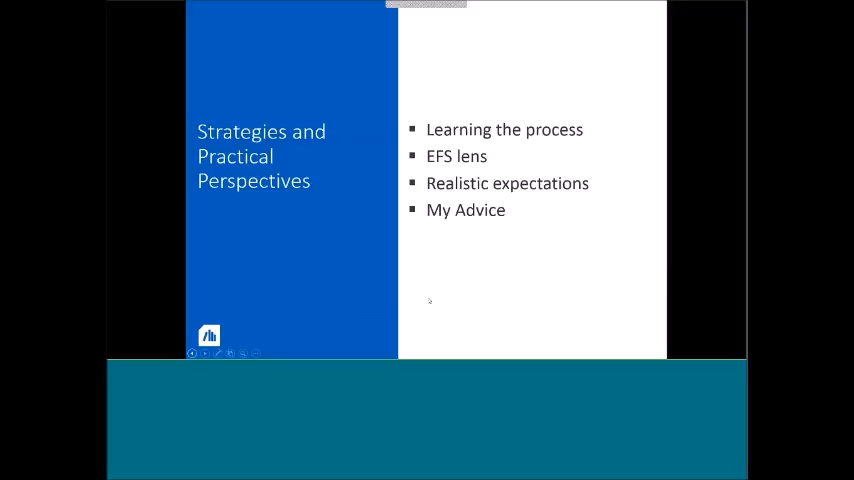 Strategies and
Practical
Perspectives
Learning the process
EFS lens
Realistic expectations
My Advice